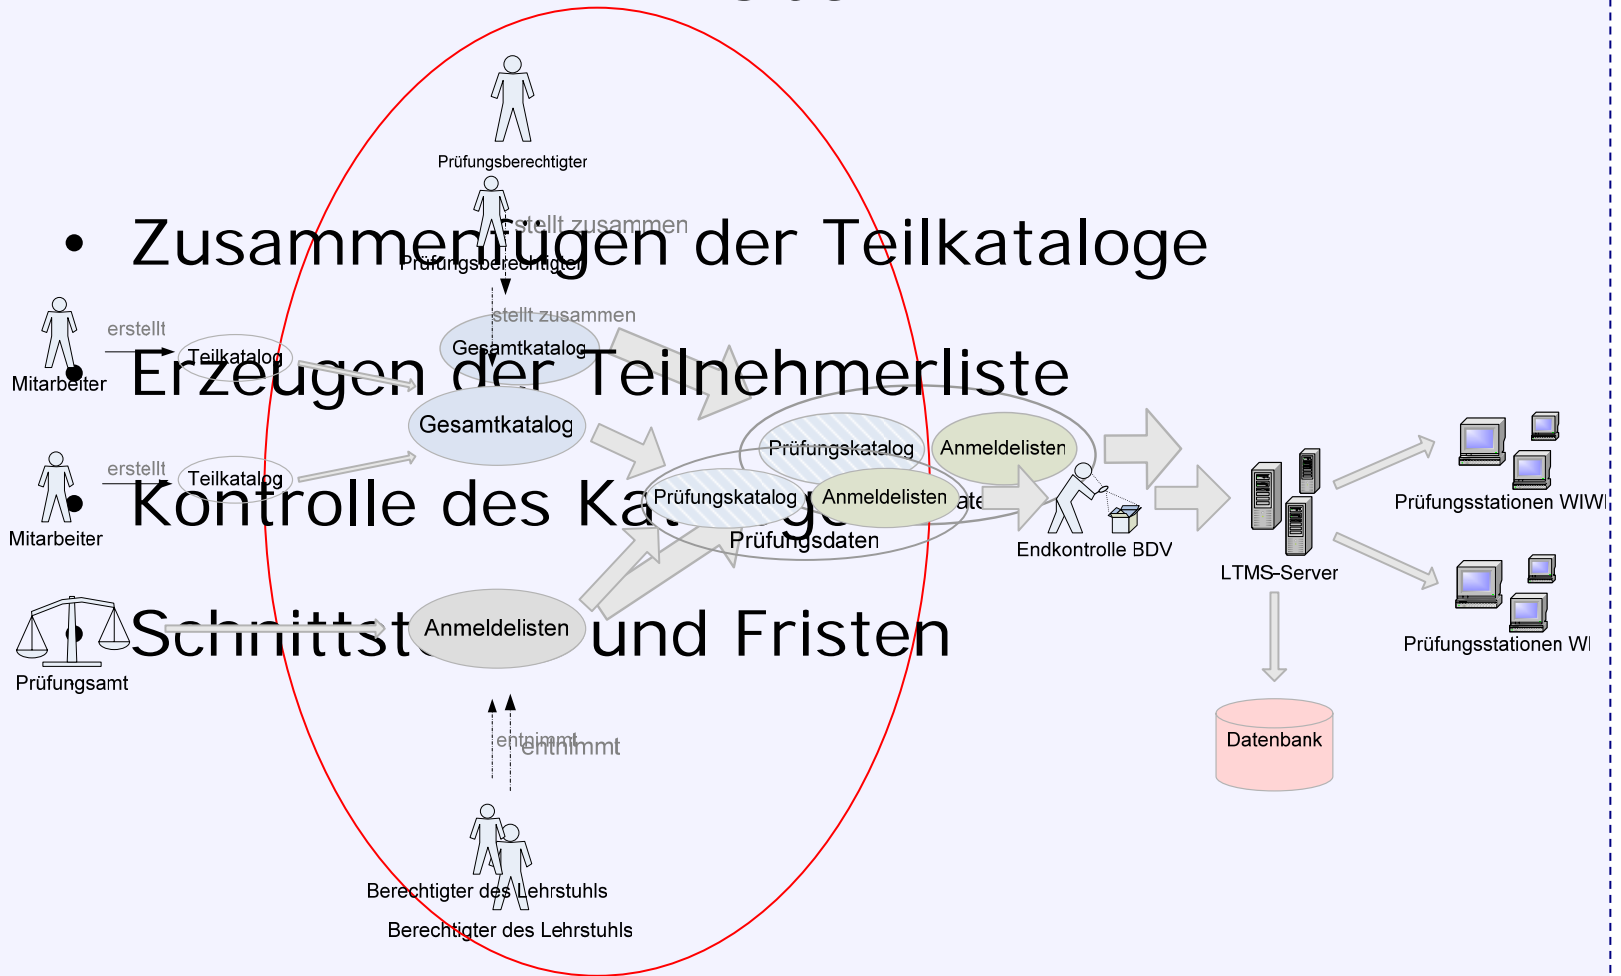 Prüfungsberechtigter
stellt zusammen
• Zusammenfügen der Teilkataloge
Prüfungsberechtigter
stellt zusammen
erstellt
Teilkatalog
Gesamtkatalog
Mitarbeiter
• Erzeugen der Teilnehmerliste
Gesamtkatalog
Prüfungskatalog
Anmeldelisten
erstellt
Teilkatalog
Prüfungskatalog
Anmeldelisten
• Kontrolle des
Mitarbeiter
Prüfungsdaten
Endkontrolle BDV
LTMS-Server
Prüfungsstationen WIWI
Anmeldelisten
und Fristen
Prüfungsstationen WI
Prüfungsamt
entnimmt
entnimmt
Datenbank
Berechtigter des Lehrstuhls
Berechtigter des Lehrstuhls